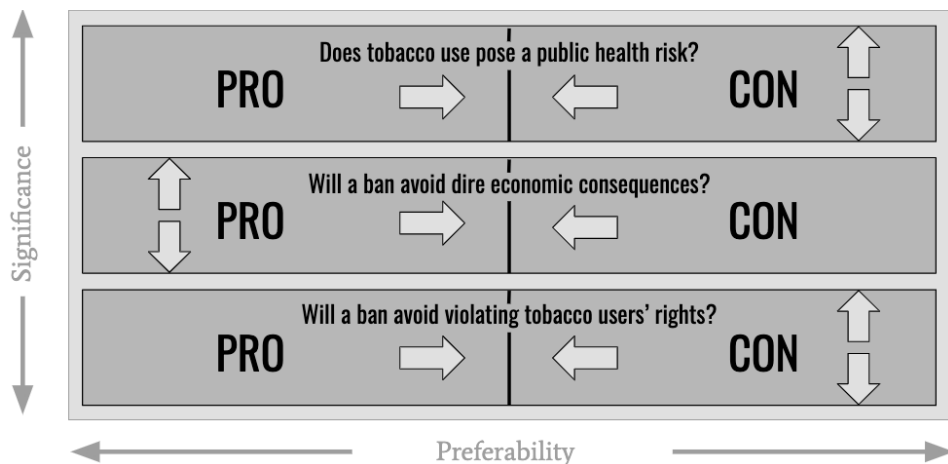 Significance
Does tobacco use pose a public health risk?
PRO
CON
Will a ban avoid dire economic consequences?
PRO
CON
Will a ban avoid violating tobacco users’ rights?
PRO
CON
Preferability